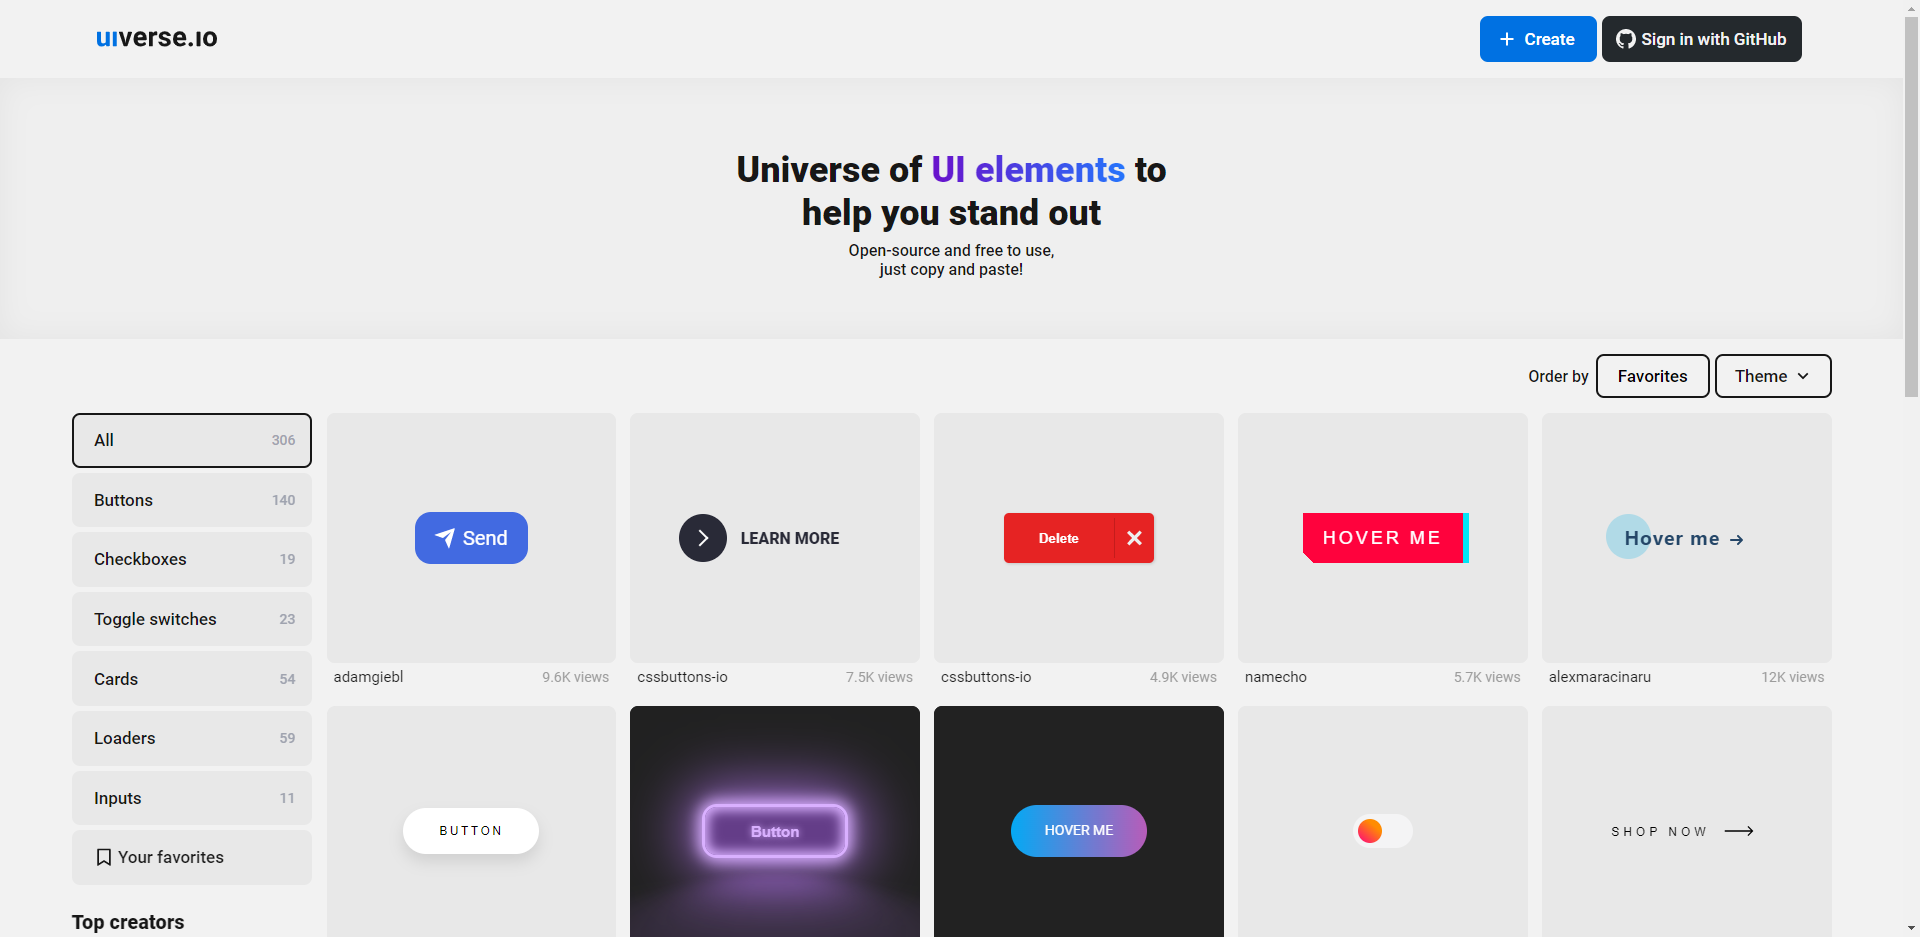 uiverse.io
Create
Sign in with GitHub
Universe of UI elements to
help you stand out
Open-source and free to use,
just copy and paste!
Order by
Favorites
Theme
All 306
Buttons 140
Checkboxes 19
Toggle switches 23
Cards 54
Loaders 59
Inputs 11
Your favorites
Top creators
Send
adamgiebl 9.6K views
LEARN MORE
cssbuttons-io 7.5K views
Delete
cssbuttons-io 4.9K views
HOVER ME
namecho 5.7K views
Hover me
alexmaracinaru 12K views
BUTTON
Button
HOVER ME
SHOP NOW